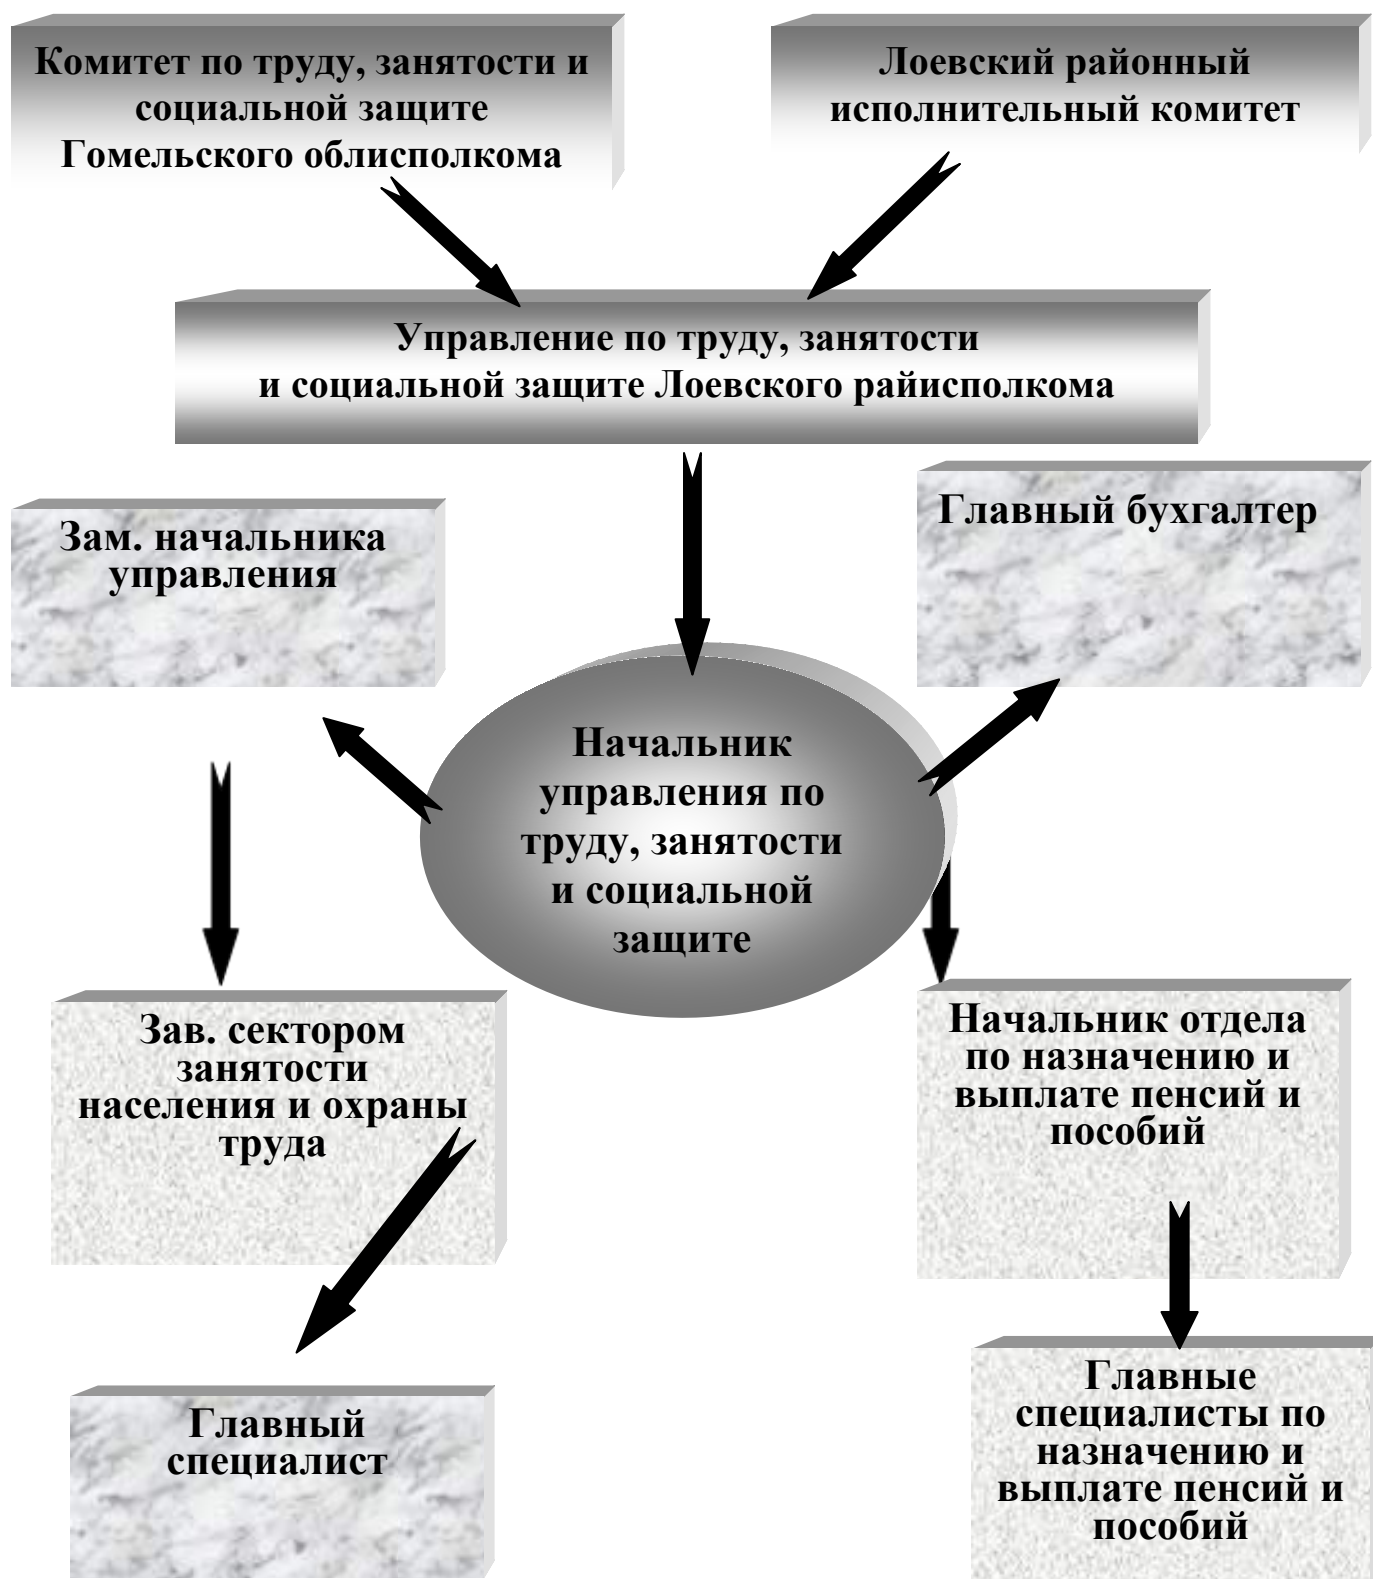 Комитет по труду, занятости и
социальной защите
Гомельского облисполкома
Лоевский районный
исполнительный комитет
Управление по труду, занятости
и социальной защите Лоевского райисполкома
Зам. начальника
управления
Главный бухгалтер
Начальник
управления по
труду, занятости
и социальной
защите
Зав. сектором
занятости
населения и охраны
труда
Начальник отдела
по назначению и
выплате пенсий и
пособий
Главный
специалист
Главные
специалисты по
назначению и
выплате пенсий и
пособий